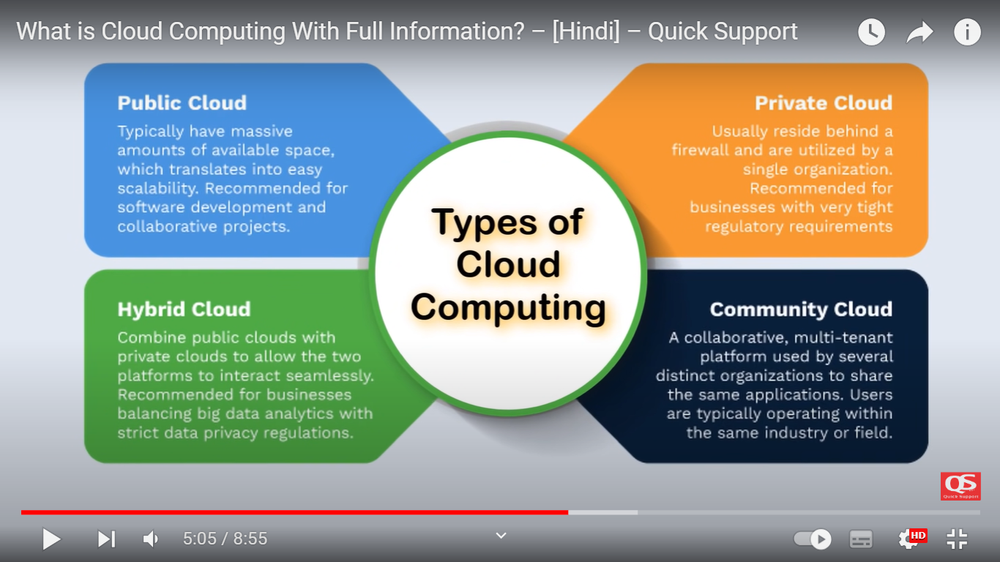 What is Cloud Computing With Full Information? – [Hindi] – Quick Support
Public Cloud
Typically have massive
amounts of available space,
which translates into easy
scalability. Recommended for
software development and
collaborative projects.
Private Cloud
Usually reside behind a
firewall and are utilized by a
single organization.
Recommended for
businesses with very tight
regulatory requirements
Types of
Cloud
Computing
Hybrid Cloud
Combine public clouds with
private clouds to allow the two
platforms to interact seamlessly.
Recommended for businesses
balancing big data analytics with
strict data privacy regulations.
Community Cloud
A collaborative, multi-tenant
platform used by several
distinct organizations to share
the same applications. Users
are typically operating within
the same industry or field.
QS
Quick Support
5:05 / 8:55
HD